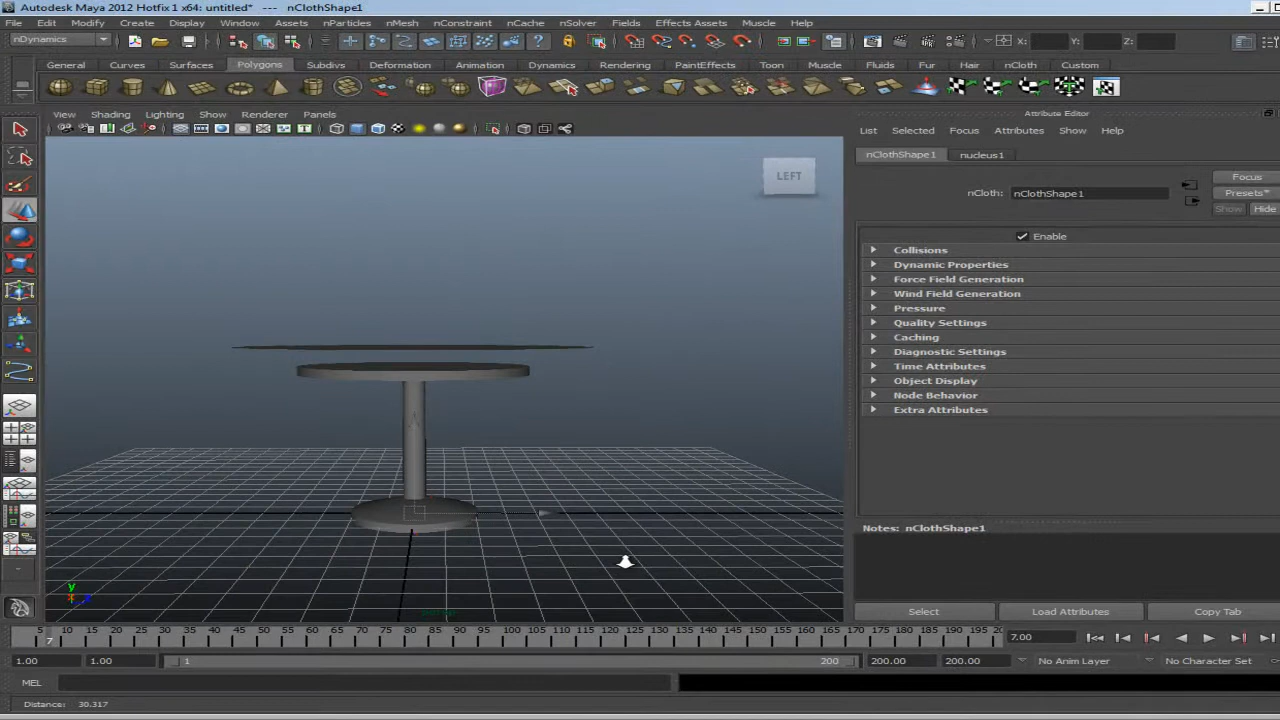 Autodesk Maya 2012 Hotfix 1 x64: untitled* --- nClothShape1
File Edit Modify Create Display Window Assets nParticles nMesh nConstraint nCache nSolver Fields Effects Assets Muscle Help
nDynamics X: Y: Z:
General Curves Surfaces Polygons Subdivs Deformation Animation Dynamics Rendering PaintEffects Toon Muscle Fluids Fur Hair nCloth Custom
View Shading Lighting Show Renderer Panels
LEFT
Attribute Editor
List Selected Focus Attributes Show Help
nClothShape1 nucleus1
Focus
nCloth: nClothShape1 Presets*
Show Hide
Enable
Collisions
Dynamic Properties
Force Field Generation
Wind Field Generation
Pressure
Quality Settings
Caching
Diagnostic Settings
Time Attributes
Object Display
Node Behavior
Extra Attributes
Notes: nClothShape1
y
Select Load Attributes Copy Tab
5 10 15 20 25 30 35 40 45 50 55 60 65 70 75 80 85 90 95 100 105 110 115 120 125 130 135 140 145 150 155 160 165 170 175 180 185 190 195 20
7 7.00
1.00 1.00 1 200 200.00 200.00 No Anim Layer No Character Set
MEL
Distance: 30.317